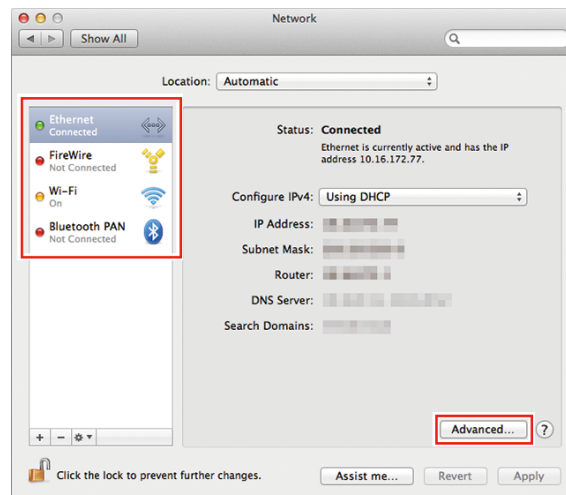 Network
Show All
Location: Automatic
Ethernet
Connected
FireWire
Not Connected
Wi-Fi
On
Bluetooth PAN
Not Connected
Status: Connected
Ethernet is currently active and has the IP
address 10.16.172.77.
Configure IPv4: Using DHCP
IP Address:
Subnet Mask:
Router:
DNS Server:
Search Domains:
Advanced... ?
+ −
Click the lock to prevent further changes.
Assist me... Revert Apply